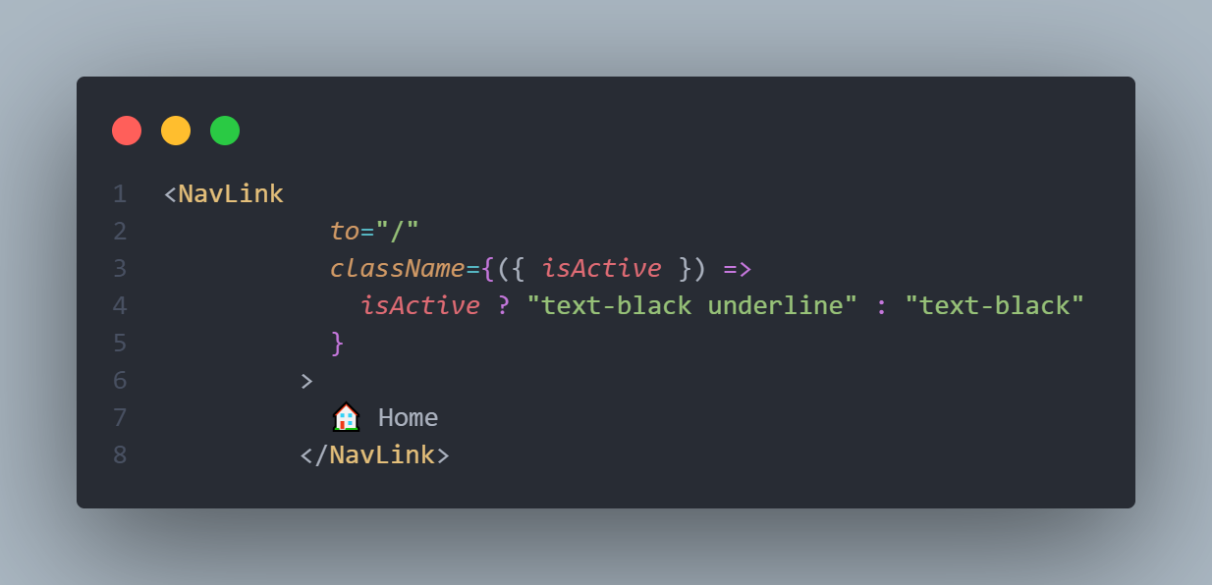 1 <NavLink
2 to="/"
3 className={({ isActive }) =>
4 isActive ? "text-black underline" : "text-black"
5 }
6 >
7 🏠 Home
8 </NavLink>